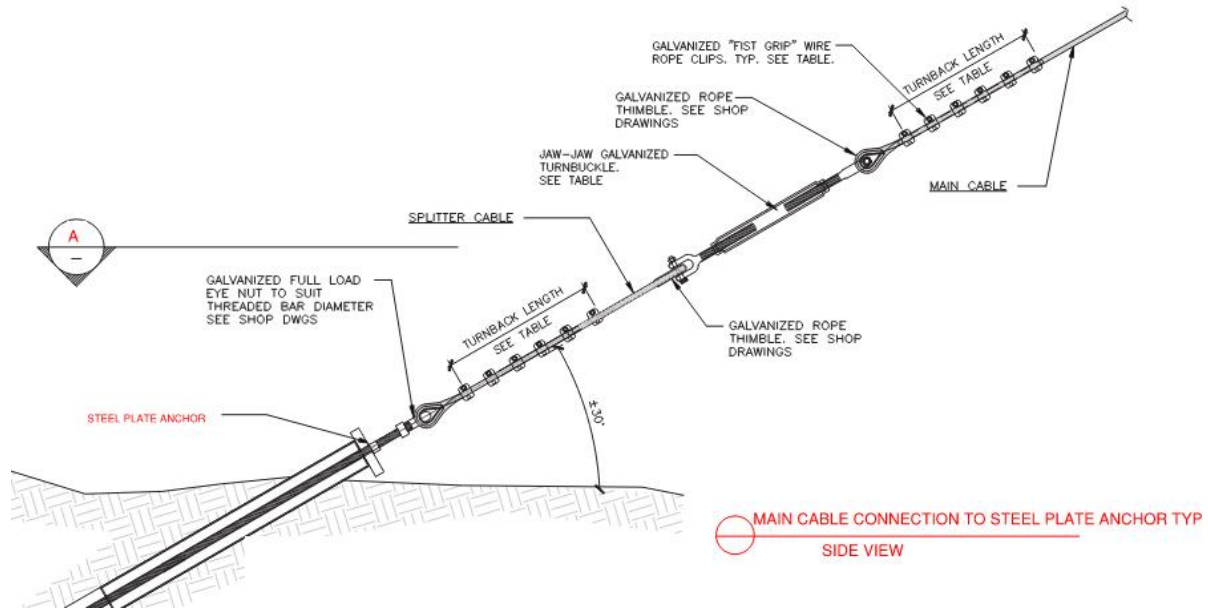 GALVANIZED "FIST GRIP" WIRE
ROPE CLIPS. TYP. SEE TABLE.
TURNBACK LENGTH
SEE TABLE
GALVANIZED ROPE
THIMBLE. SEE SHOP
DRAWINGS
JAW-JAW GALVANIZED
TURNBUCKLE.
SEE TABLE
MAIN CABLE
SPLITTER CABLE
A
-
GALVANIZED FULL LOAD
EYE NUT TO SUIT
THREADED BAR DIAMETER
SEE SHOP DWGS
TURNBACK LENGTH
SEE TABLE
GALVANIZED ROPE
THIMBLE. SEE SHOP
DRAWINGS
±30°
STEEL PLATE ANCHOR
MAIN CABLE CONNECTION TO STEEL PLATE ANCHOR TYP
SIDE VIEW